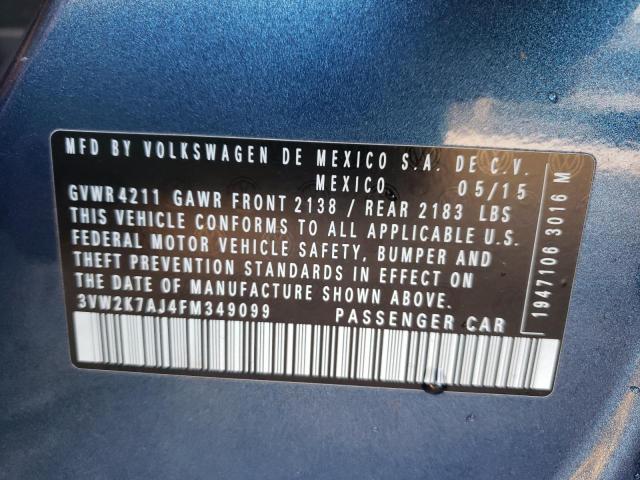 MFD BY VOLKSWAGEN DE MEXICO S.A. DE C.V.
MEXICO 05/15
GVWR 4211 GAWR FRONT 2138 / REAR 2183 LBS
THIS VEHICLE CONFORMS TO ALL APPLICABLE U.S.
FEDERAL MOTOR VEHICLE SAFETY, BUMPER AND
THEFT PREVENTION STANDARDS IN EFFECT ON
THE DATE OF MANUFACTURE SHOWN ABOVE.
3VW2K7AJ4FM349099 PASSENGER CAR
1947106 3016 M